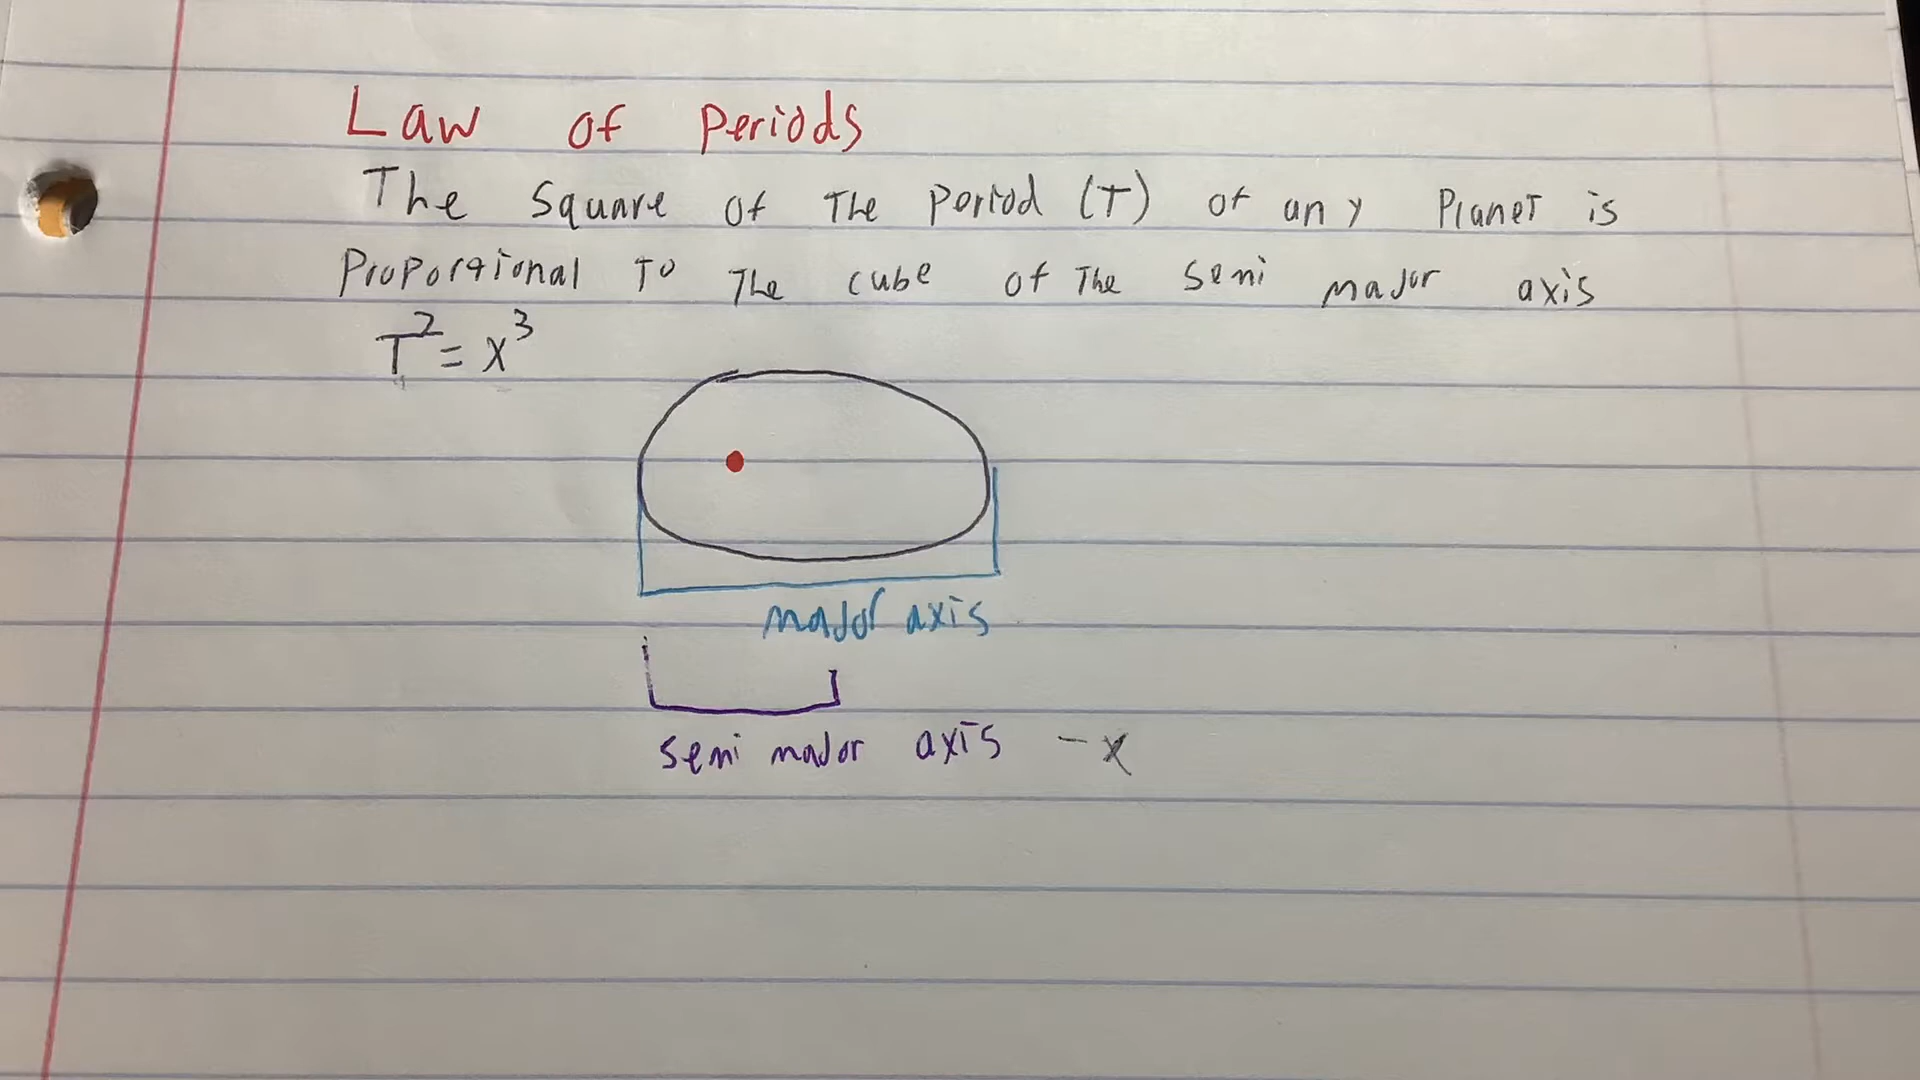 Law of Periods
The Square of The Period (T) of any Planet is
Proporational To The cube of The Semi major axis
T² = x³
major axis
semi major axis - x